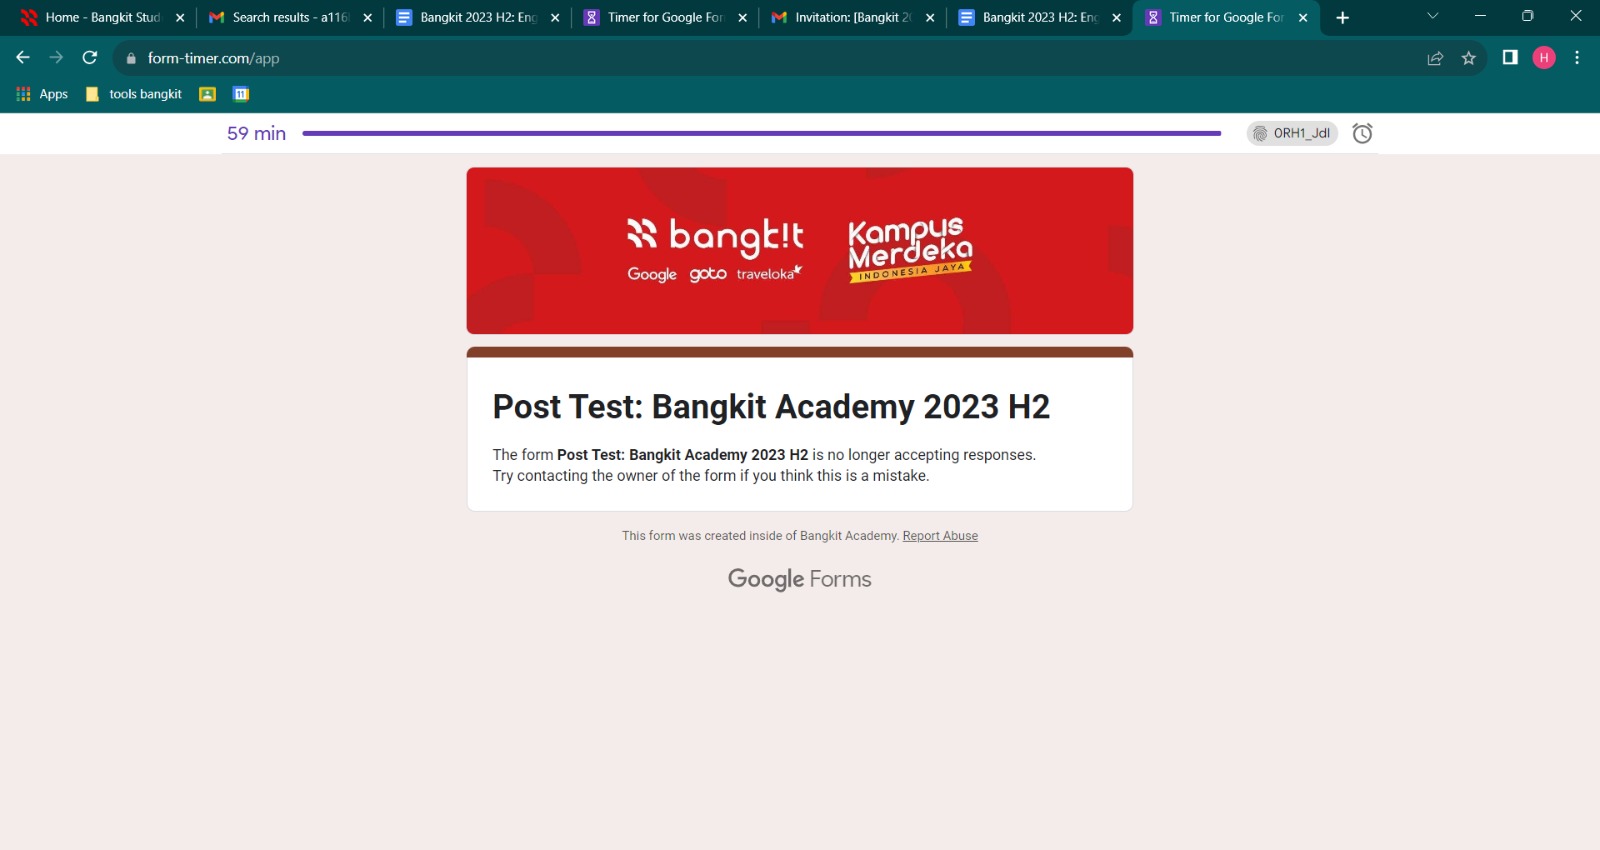 Home - Bangkit Stud
Search results - a116
Bangkit 2023 H2: Eng
Timer for Google For
Invitation: [Bangkit 20
Bangkit 2023 H2: Eng
Timer for Google For
form-timer.com/app
H
Apps
tools bangkit
59 min
0RH1_Jdl
bangk!t
Google goto traveloka
Kampus
Merdeka
INDONESIA JAYA
Post Test: Bangkit Academy 2023 H2
The form Post Test: Bangkit Academy 2023 H2 is no longer accepting responses.
Try contacting the owner of the form if you think this is a mistake.
This form was created inside of Bangkit Academy. Report Abuse
Google Forms